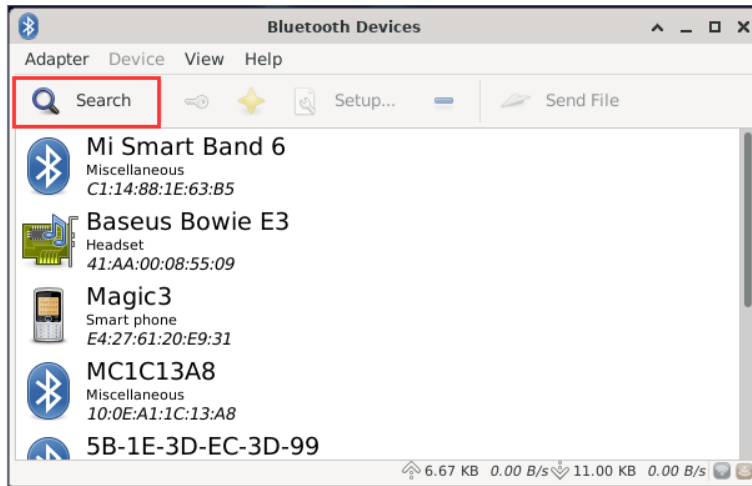 Bluetooth Devices
Adapter Device View Help
Search Setup... Send File
Mi Smart Band 6
Miscellaneous
C1:14:88:1E:63:B5
Baseus Bowie E3
Headset
41:AA:00:08:55:09
Magic3
Smart phone
E4:27:61:20:E9:31
MC1C13A8
Miscellaneous
10:0E:A1:1C:13:A8
5B-1E-3D-EC-3D-99
6.67 KB 0.00 B/s 11.00 KB 0.00 B/s